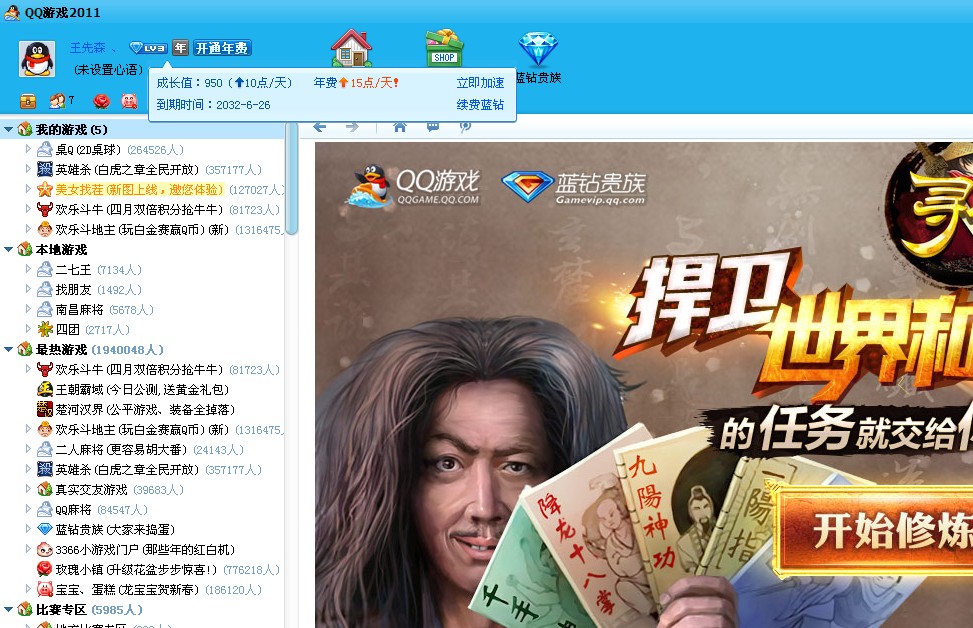 QQ游戏2011
王先森 、 LV3 年 开通年费
(未设置心语)
7
SHOP
蓝钻贵族
成长值：950 (↑10点/天) 年费↑15点/天! 立即加速
到期时间：2032-6-26 续费蓝钻
我的游戏 (5)
桌Q(2D桌球) (264526人)
英雄杀 (白虎之章全民开放) (357177人)
美女找茬 (新图上线，邀您体验) (127027人)
欢乐斗牛 (四月双倍积分抢牛牛) (81723人)
欢乐斗地主(玩白金赛赢Q币) (新) (1316475
本地游戏
二七王 (7134人)
找朋友 (1492人)
南昌麻将 (5678人)
四团 (2717人)
最热游戏 (1940048人)
欢乐斗牛 (四月双倍积分抢牛牛) (81723人)
王朝霸域 (今日公测,送黄金礼包)
楚河汉界 (公平游戏、装备全掉落)
欢乐斗地主(玩白金赛赢Q币) (新) (1316475
二人麻将 (更容易胡大番) (24143人)
英雄杀 (白虎之章全民开放) (357177人)
真实交友游戏 (39683人)
QQ麻将 (84547人)
蓝钻贵族 (大家来捣蛋)
3366小游戏门户 (那些年的红白机)
玫瑰小镇 (升级花盆步步惊喜!) (776218人)
宝宝、蛋糕 (龙宝宝贺新春) (186120人)
比赛专区 (5985人)
QQ游戏
QQGAME.QQ.COM
蓝钻贵族
Gamevip.qq.com
寻
捍卫
世界和
的任务就交给
九陽神功
降龙十八掌
千手
陽指
开始修炼